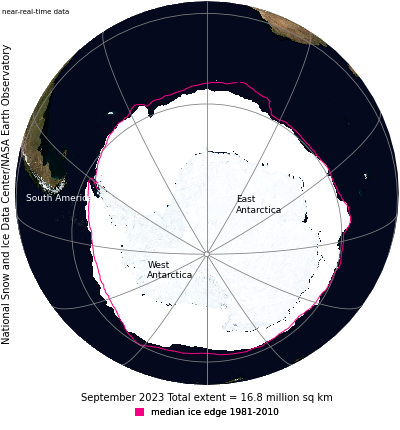 near-real-time data
National Snow and Ice Data Center/NASA Earth Observatory
South America
East
Antarctica
West
Antarctica
September 2023 Total extent = 16.8 million sq km
median ice edge 1981-2010